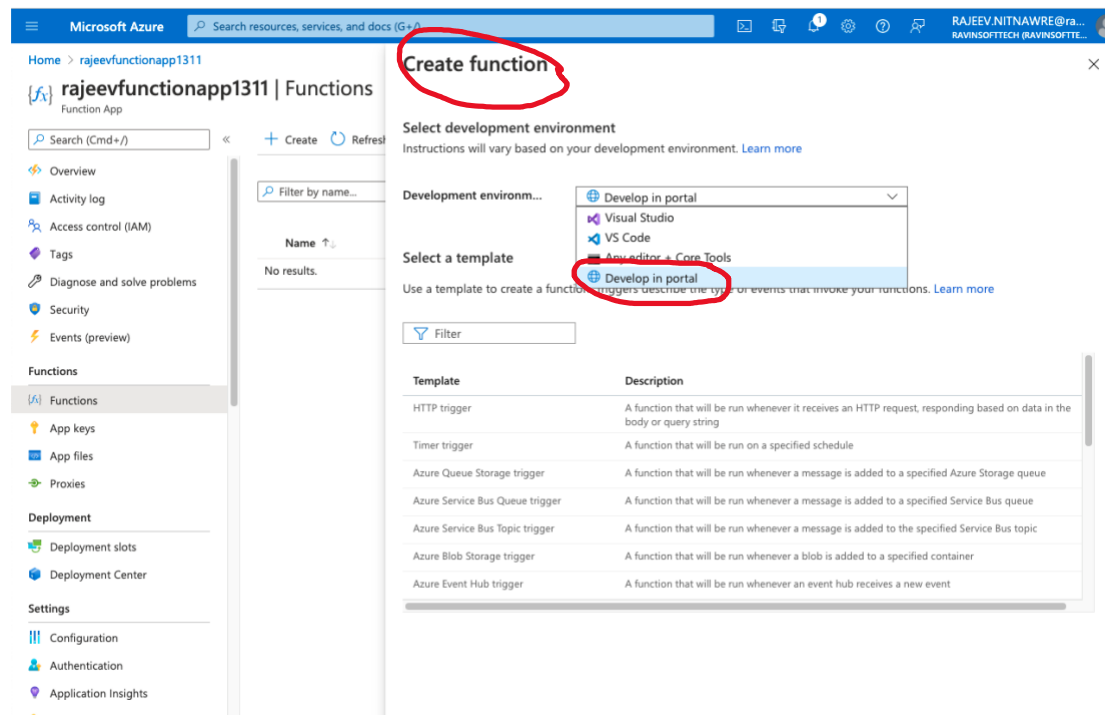 Microsoft Azure
Search resources, services, and docs (G+/)
1
RAJEEV.NITNAWRE@ra...
RAVINSOFTTECH (RAVINSOFTTE...
Home > rajeevfunctionapp1311
{fx} rajeevfunctionapp1311 | Functions
Function App
Search (Cmd+/)
«
Overview
Activity log
Access control (IAM)
Tags
Diagnose and solve problems
Security
Events (preview)
Functions
Functions
App keys
App files
Proxies
Deployment
Deployment slots
Deployment Center
Settings
Configuration
Authentication
Application Insights
+ Create
Refresh
Filter by name...
Name ↑↓
No results.
Create function
Select development environment
Instructions will vary based on your development environment. Learn more
Development environm...
Develop in portal
Visual Studio
VS Code
Any editor + Core Tools
Develop in portal
Select a template
Use a template to create a function. Triggers describe the type of events that invoke your functions. Learn more
Filter
Template Description
HTTP trigger A function that will be run whenever it receives an HTTP request, responding based on data in the
body or query string
Timer trigger A function that will be run on a specified schedule
Azure Queue Storage trigger A function that will be run whenever a message is added to a specified Azure Storage queue
Azure Service Bus Queue trigger A function that will be run whenever a message is added to a specified Service Bus queue
Azure Service Bus Topic trigger A function that will be run whenever a message is added to the specified Service Bus topic
Azure Blob Storage trigger A function that will be run whenever a blob is added to a specified container
Azure Event Hub trigger A function that will be run whenever an event hub receives a new event